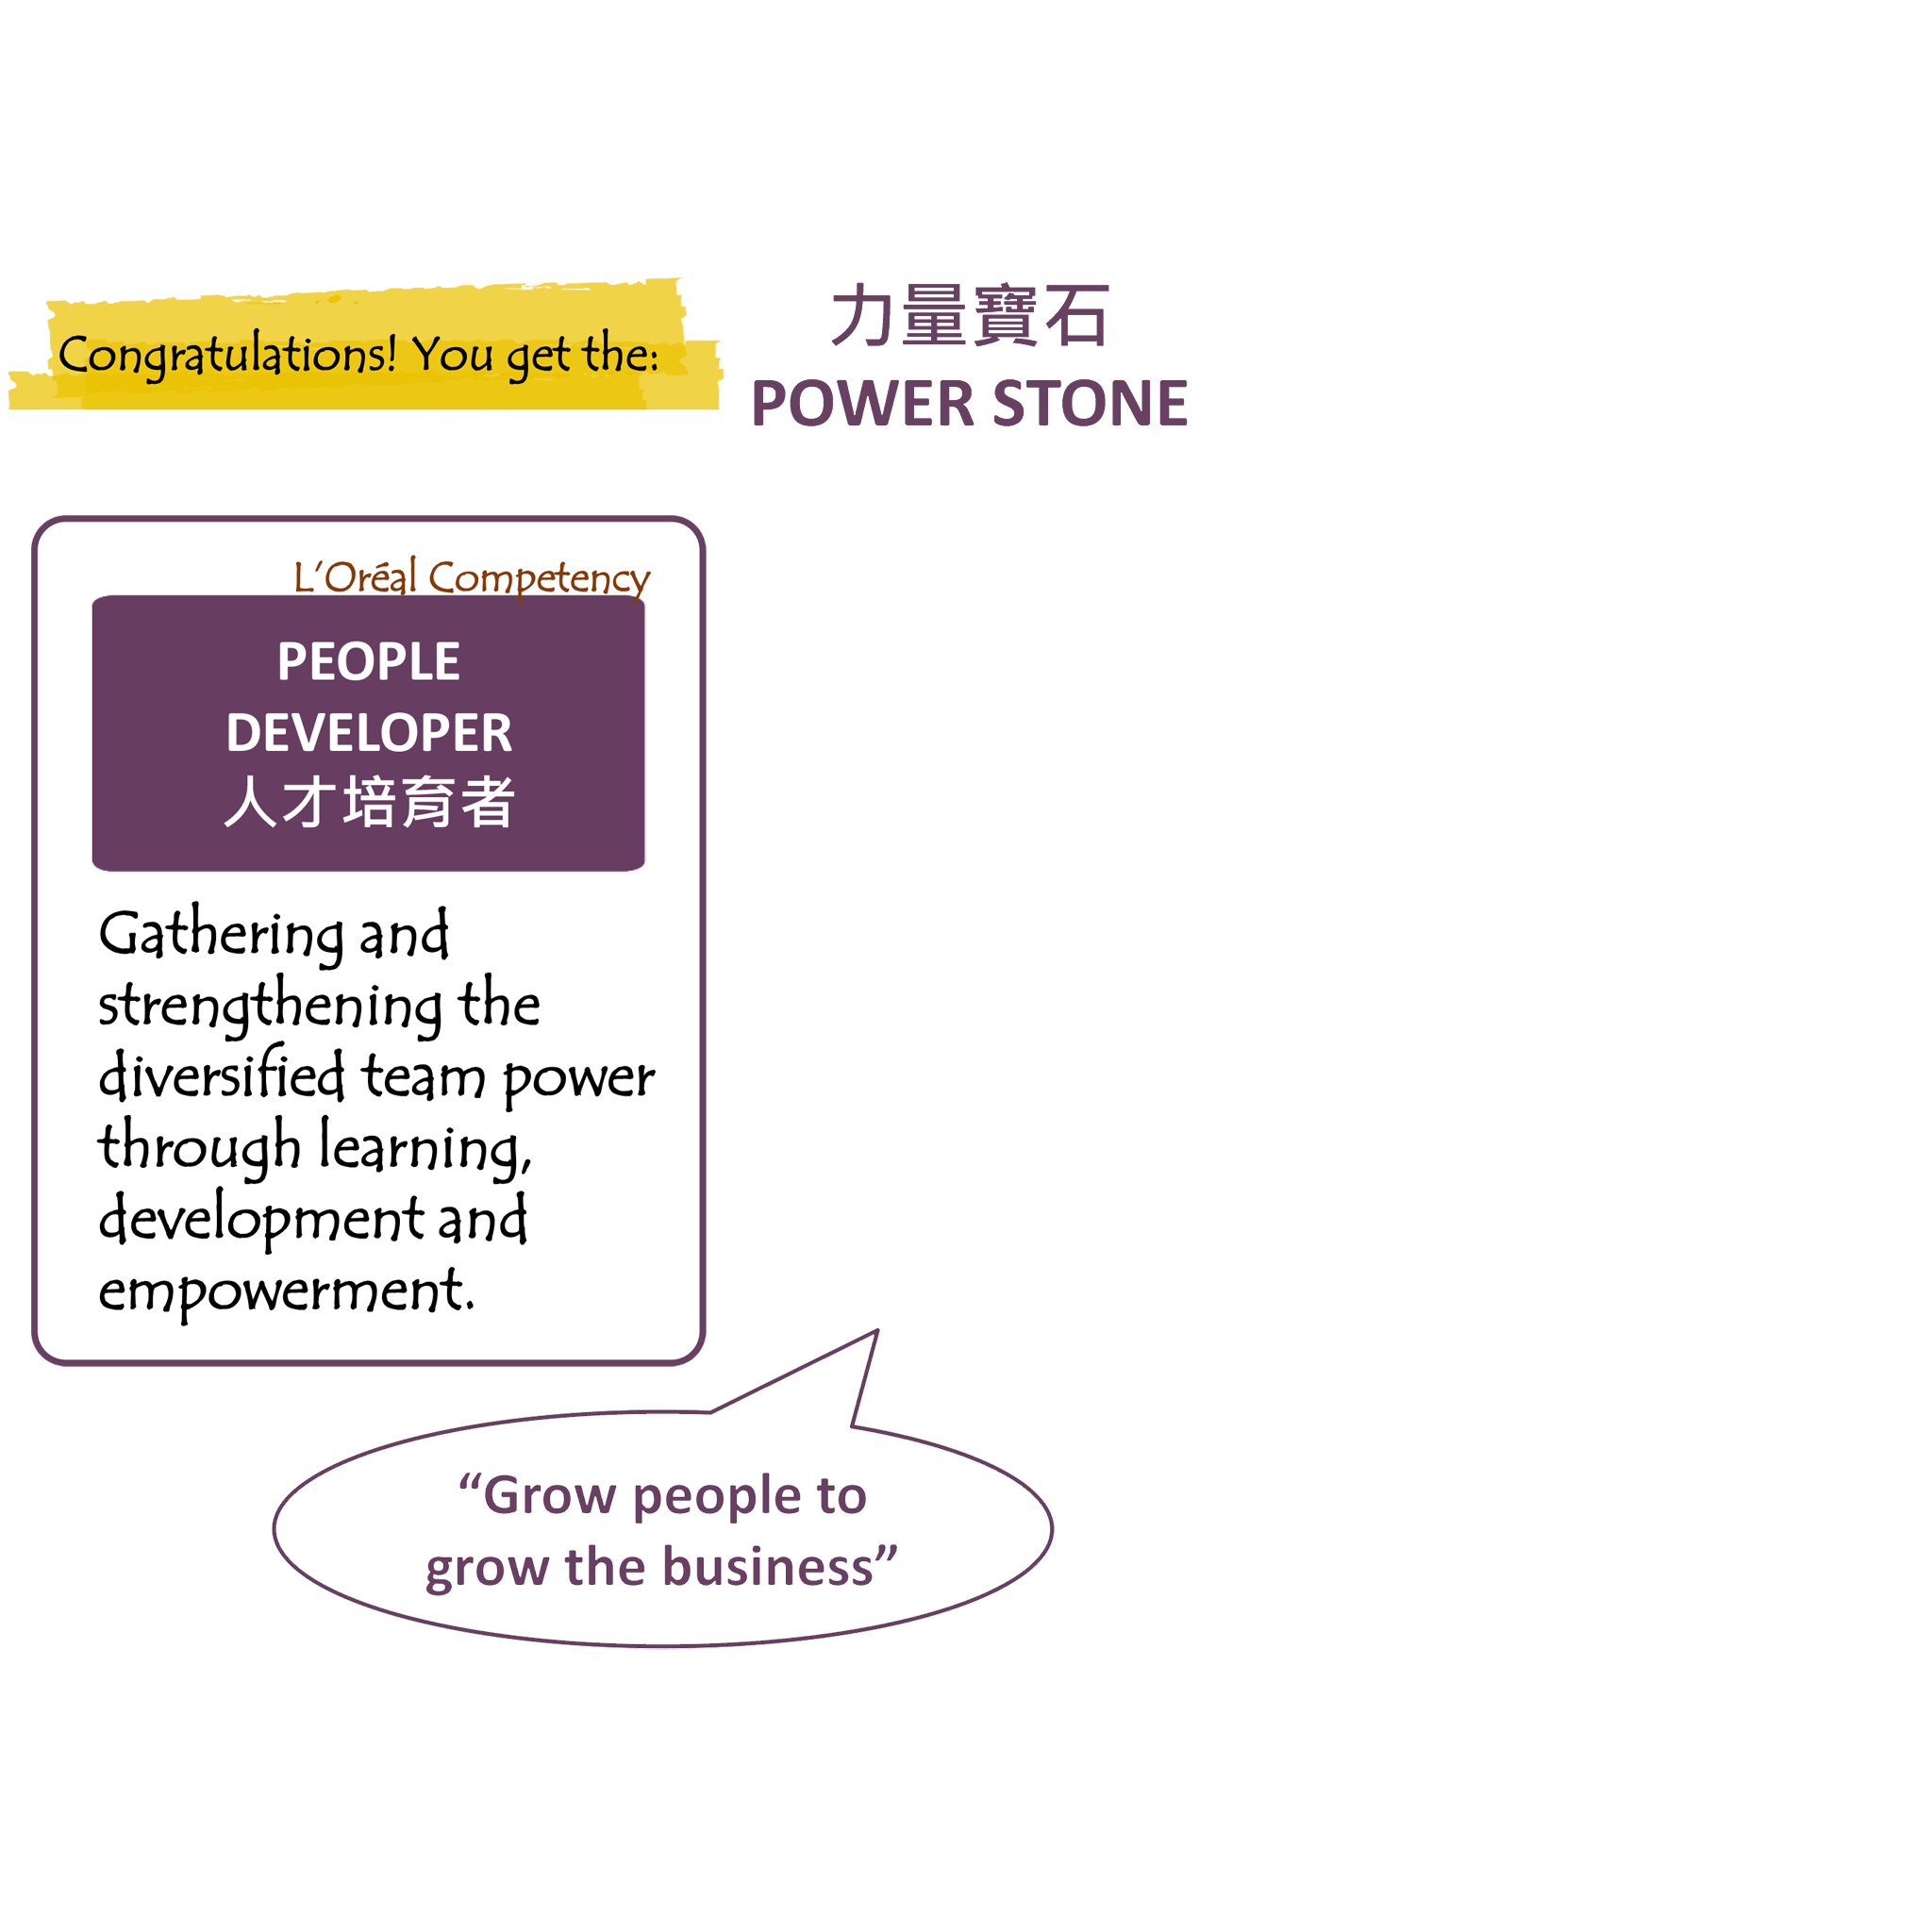 Congratulations! You get the:
力量寶石
POWER STONE
L'Oréal Competency
PEOPLE
DEVELOPER
人才培育者
Gathering and
strengthening the
diversified team power
through learning,
development and
empowerment.
“Grow people to
grow the business”